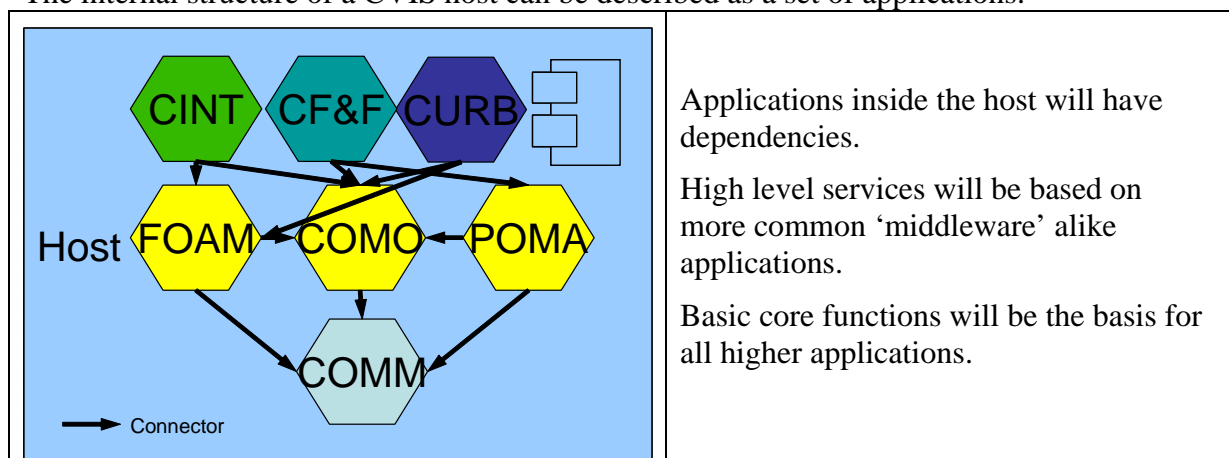 The internal structure of a CVIS host can be described as a set of applications.
CINT CF&F CURB
Host FOAM COMO POMA
COMM
Connector
Applications inside the host will have
dependencies.
High level services will be based on
more common ‘middleware’ alike
applications.
Basic core functions will be the basis for
all higher applications.